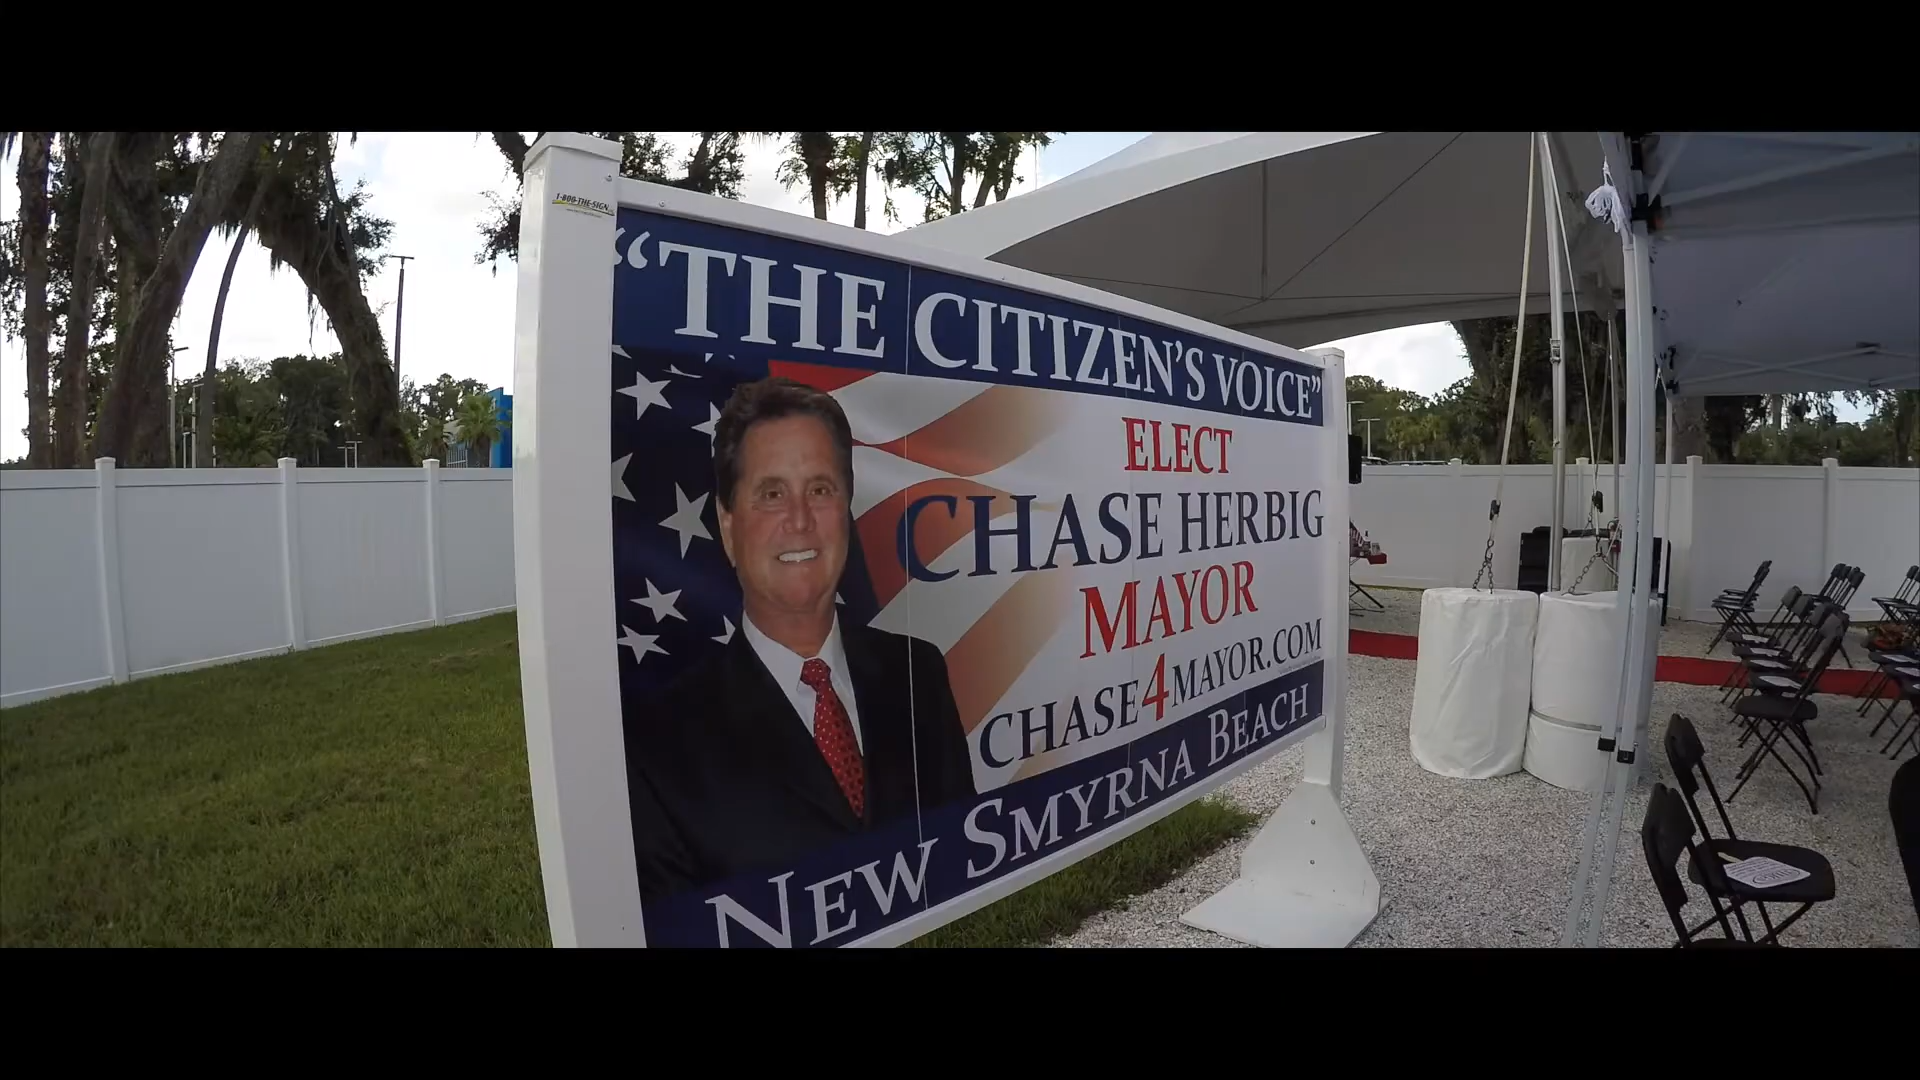 1-800-THE-SIGN
“THE CITIZEN’S VOICE”
ELECT
CHASE HERBIG
MAYOR
CHASE4MAYOR.COM
NEW SMYRNA BEACH